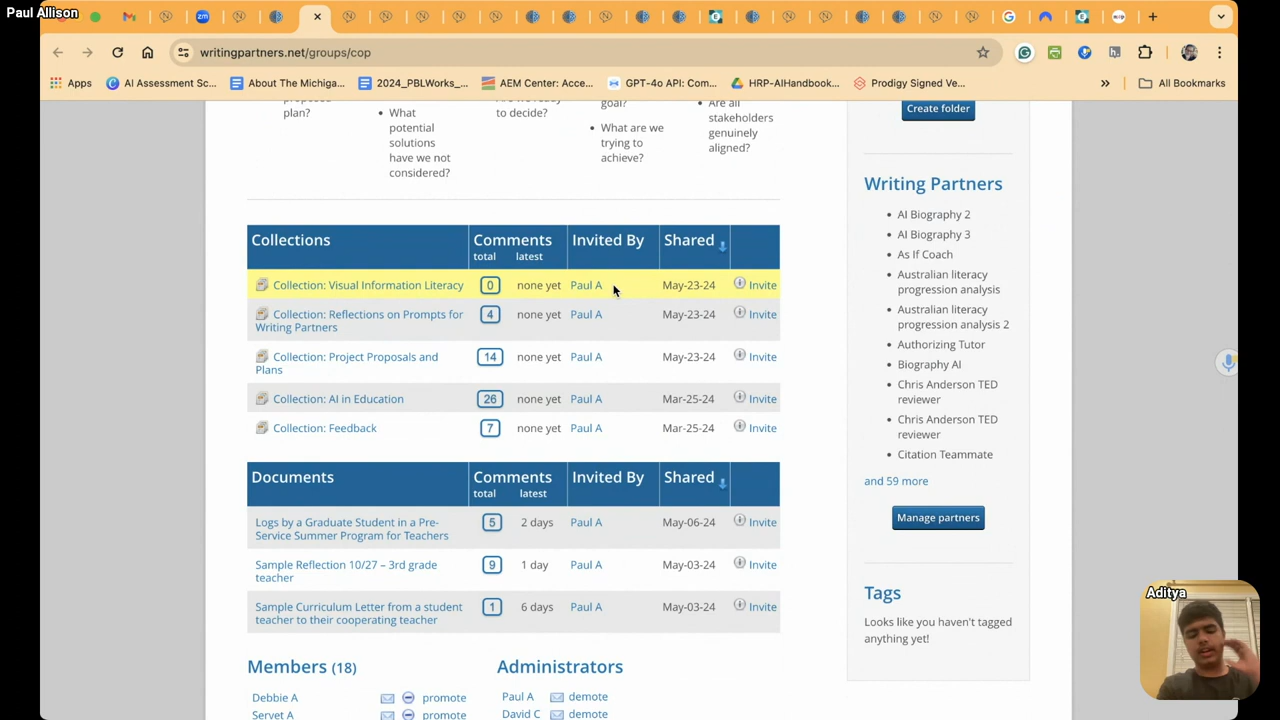 Paul Allison
writingpartners.net/groups/cop
Apps
AI Assessment Sc...
About The Michiga...
2024_PBLWorks_...
AEM Center: Acce...
GPT-4o API: Com...
HRP-AIHandbook...
Prodigy Signed Ve...
»
All Bookmarks
plan?
What
potential
solutions
have we not
considered?
to decide?
goal?
What are we
trying to
achieve?
Are all
stakeholders
genuinely
aligned?
Create folder
Collections
Comments
total latest
Invited By
Shared
Collection: Visual Information Literacy 0 none yet Paul A May-23-24 Invite
Collection: Reflections on Prompts for
Writing Partners
4 none yet Paul A May-23-24 Invite
Collection: Project Proposals and
Plans
14 none yet Paul A May-23-24 Invite
Collection: AI in Education 26 none yet Paul A Mar-25-24 Invite
Collection: Feedback 7 none yet Paul A Mar-25-24 Invite
Documents
Comments
total latest
Invited By
Shared
Logs by a Graduate Student in a Pre-
Service Summer Program for Teachers
5 2 days Paul A May-06-24 Invite
Sample Reflection 10/27 – 3rd grade
teacher
9 1 day Paul A May-03-24 Invite
Sample Curriculum Letter from a student
teacher to their cooperating teacher
1 6 days Paul A May-03-24 Invite
Members (18)
Debbie A promote
Servet A promote
Administrators
Paul A demote
David C demote
Writing Partners
AI Biography 2
AI Biography 3
As If Coach
Australian literacy
progression analysis
Australian literacy
progression analysis 2
Authorizing Tutor
Biography AI
Chris Anderson TED
reviewer
Chris Anderson TED
reviewer
Citation Teammate
and 59 more
Manage partners
Tags
Looks like you haven't tagged
anything yet!
Aditya